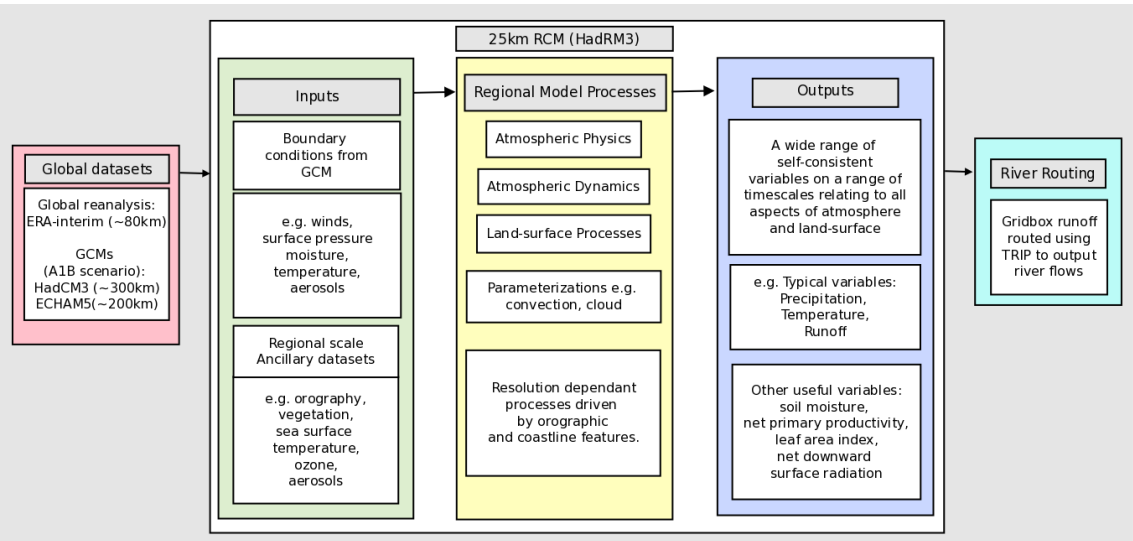 25km RCM (HadRM3)
Global datasets
Global reanalysis:
ERA-interim (~80km)
GCMs
(A1B scenario):
HadCM3 (~300km)
ECHAM5(~200km)
Inputs
Boundary
conditions from
GCM
e.g. winds,
surface pressure
moisture,
temperature,
aerosols
Regional scale
Ancillary datasets
e.g. orography,
vegetation,
sea surface
temperature,
ozone,
aerosols
Regional Model Processes
Atmospheric Physics
Atmospheric Dynamics
Land-surface Processes
Parameterizations e.g.
convection, cloud
Resolution dependant
processes driven
by orographic
and coastline features.
Outputs
A wide range of
self-consistent
variables on a range of
timescales relating to all
aspects of atmosphere
and land-surface
e.g. Typical variables:
Precipitation,
Temperature,
Runoff
Other useful variables:
soil moisture,
net primary productivity,
leaf area index,
net downward
surface radiation
River Routing
Gridbox runoff
routed using
TRIP to output
river flows